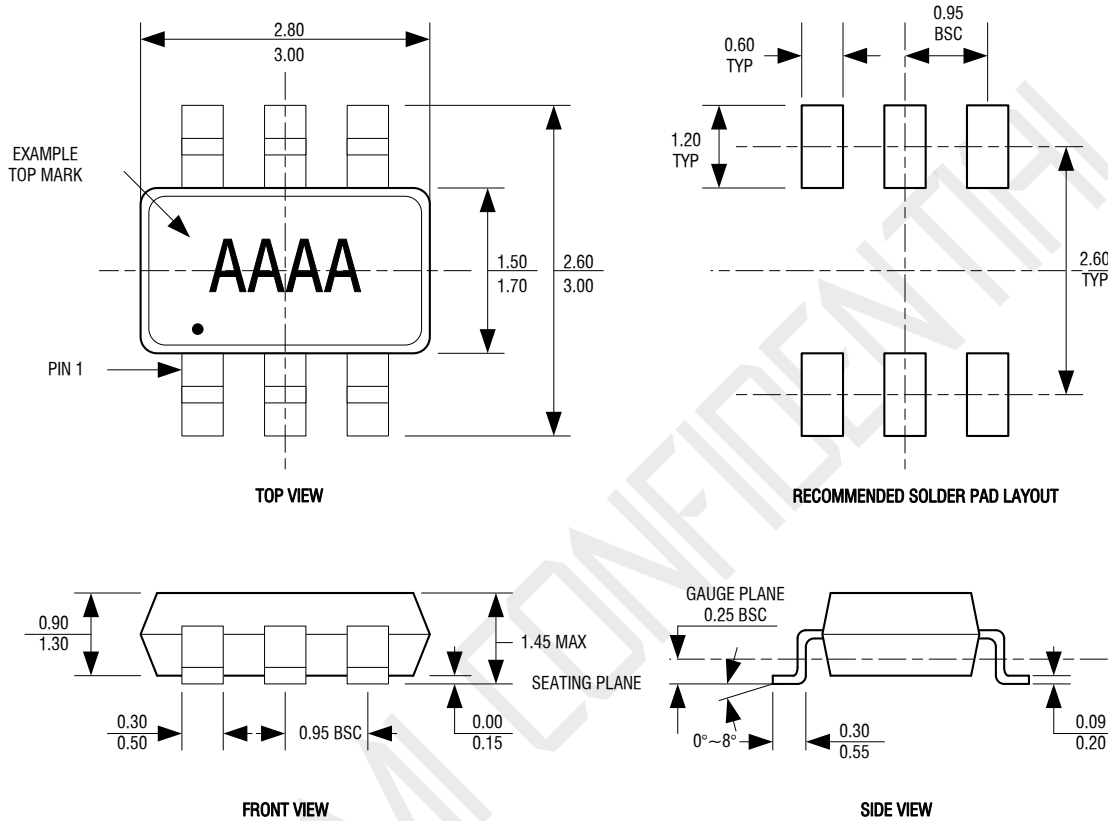 2.80
3.00
0.60
TYP
0.95
BSC
EXAMPLE
TOP MARK
1.20
TYP
AAAA
1.50
1.70
2.60
3.00
2.60
TYP
PIN 1
TOP VIEW
RECOMMENDED SOLDER PAD LAYOUT
0.90
1.30
1.45 MAX
SEATING PLANE
0.30
0.50
0.95 BSC
0.00
0.15
FRONT VIEW
GAUGE PLANE
0.25 BSC
0°~8°
0.30
0.55
0.09
0.20
SIDE VIEW
CONFIDENTIAL